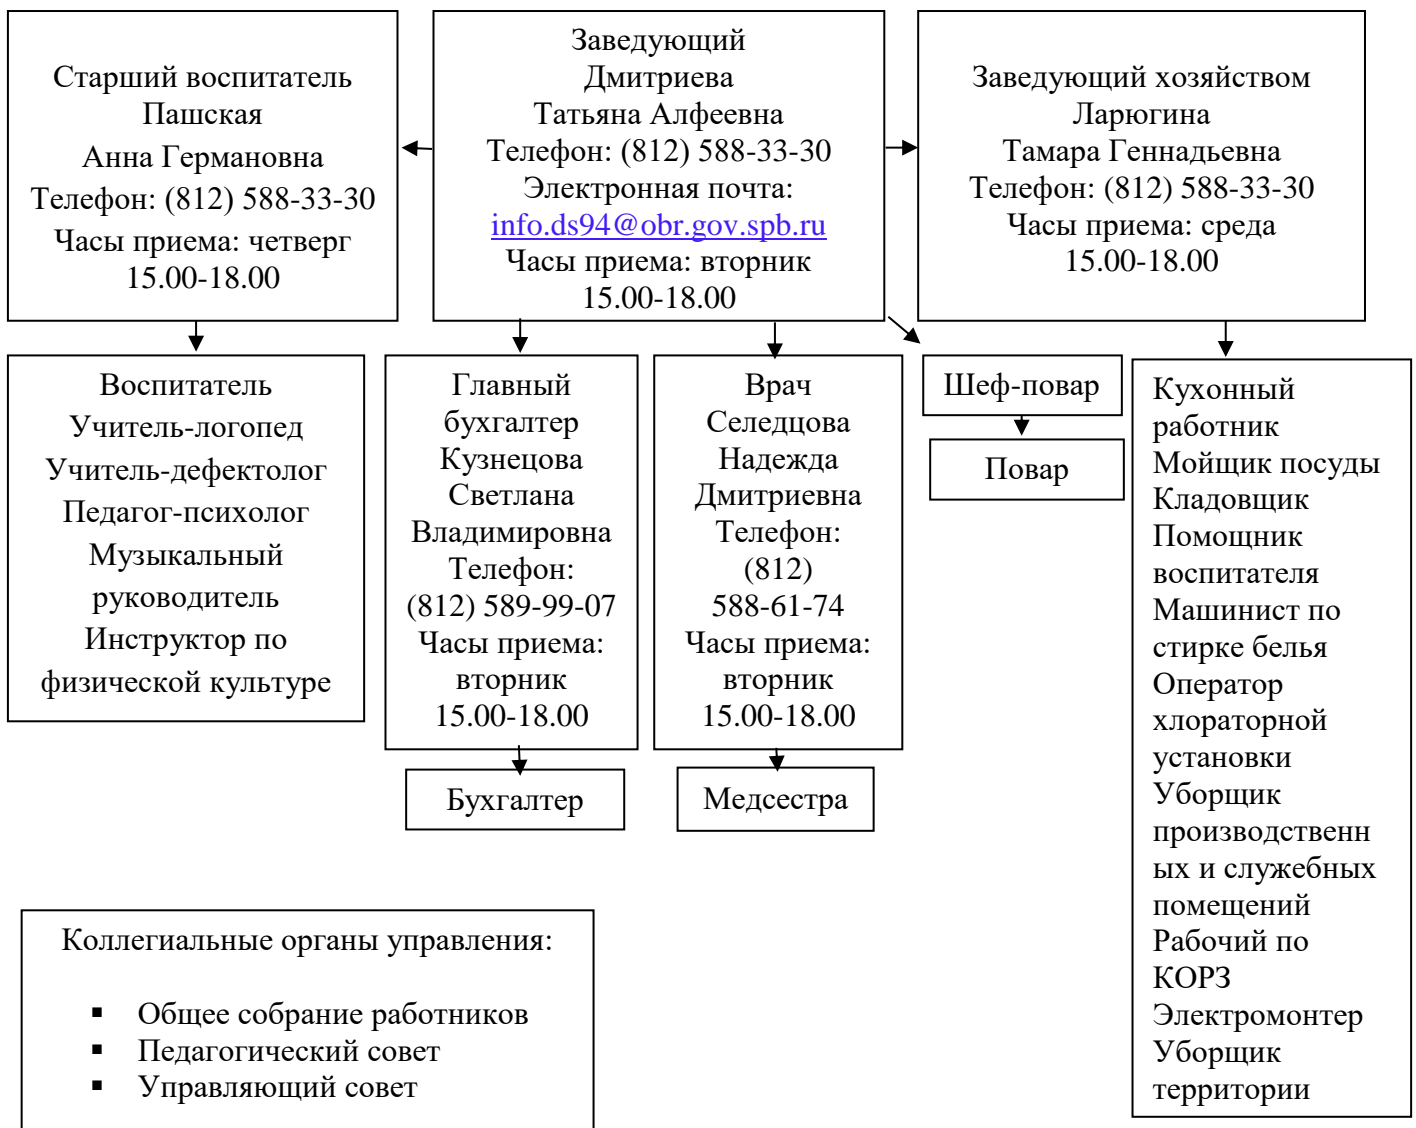 Старший воспитатель
Пашская
Анна Германовна
Телефон: (812) 588-33-30
Часы приема: четверг
15.00-18.00
Заведующий
Дмитриева
Татьяна Алфеевна
Телефон: (812) 588-33-30
Электронная почта:
info.ds94@obr.gov.spb.ru
Часы приема: вторник
15.00-18.00
Заведующий хозяйством
Ларюгина
Тамара Геннадьевна
Телефон: (812) 588-33-30
Часы приема: среда
15.00-18.00
Воспитатель
Учитель-логопед
Учитель-дефектолог
Педагог-психолог
Музыкальный
руководитель
Инструктор по
физической культуре
Главный
бухгалтер
Кузнецова
Светлана
Владимировна
Телефон:
(812) 589-99-07
Часы приема:
вторник
15.00-18.00
Врач
Селедцова
Надежда
Дмитриевна
Телефон:
(812)
588-61-74
Часы приема:
вторник
15.00-18.00
Шеф-повар
Повар
Кухонный
работник
Мойщик посуды
Кладовщик
Помощник
воспитателя
Машинист по
стирке белья
Оператор
хлораторной
установки
Уборщик
производственн
ых и служебных
помещений
Рабочий по
КОРЗ
Электромонтер
Уборщик
территории
Бухгалтер
Медсестра
Коллегиальные органы управления:
▪ Общее собрание работников
▪ Педагогический совет
▪ Управляющий совет